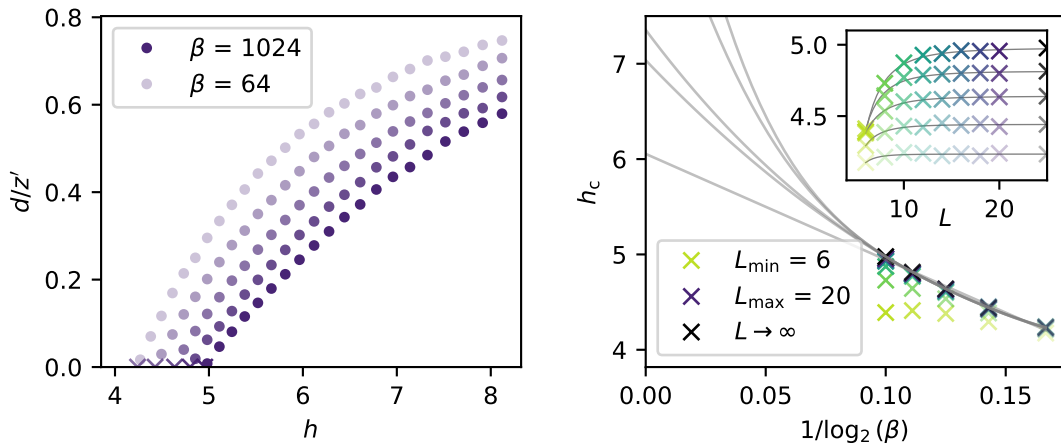 0.8
0.6
0.4
0.2
0.0
d/z′
4 5 6 7 8
h
β = 1024
β = 64
7
6
5
4
h_c
0.00 0.05 0.10 0.15
1/log₂ (β)
L_min = 6
L_max = 20
L → ∞
5.0
4.5
10 20
L